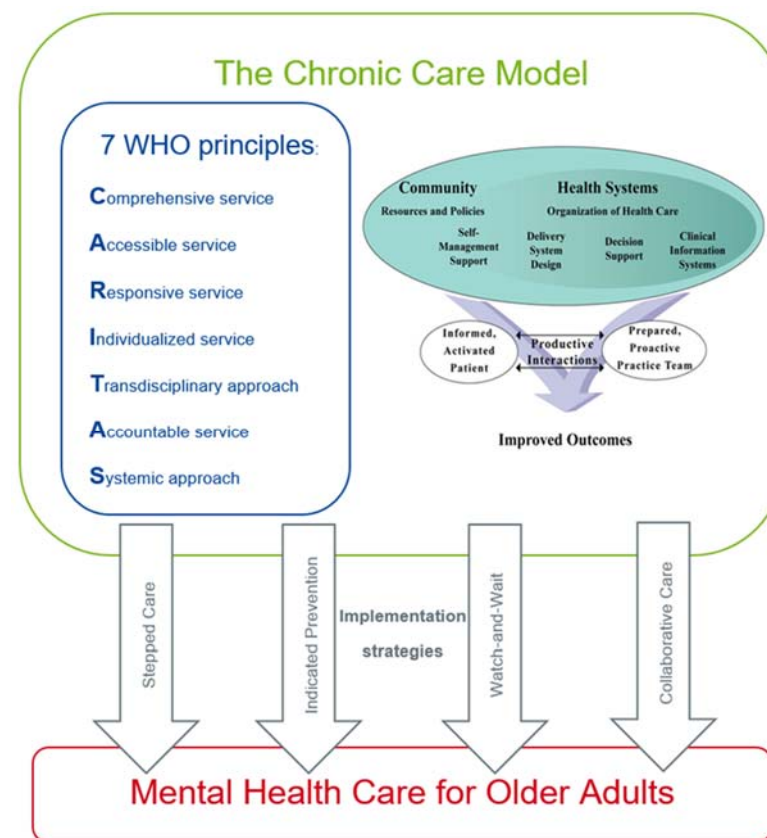 The Chronic Care Model
7 WHO principles:
Comprehensive service
Accessible service
Responsive service
Individualized service
Transdisciplinary approach
Accountable service
Systemic approach
Community
Resources and Policies
Health Systems
Organization of Health Care
Self-
Management
Support
Delivery
System
Design
Decision
Support
Clinical
Information
Systems
Informed,
Activated
Patient
Productive
Interactions
Prepared,
Proactive
Practice Team
Improved Outcomes
Stepped Care
Indicated Prevention
Implementation
strategies
Watch-and-Wait
Collaborative Care
Mental Health Care for Older Adults